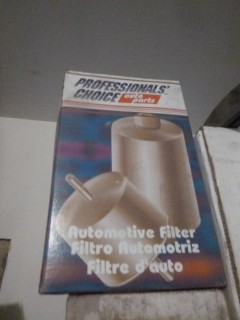 PROFESSIONALS'
CHOICE auto parts
Automotive Filter
Filtro Automotriz
Filtre d'auto